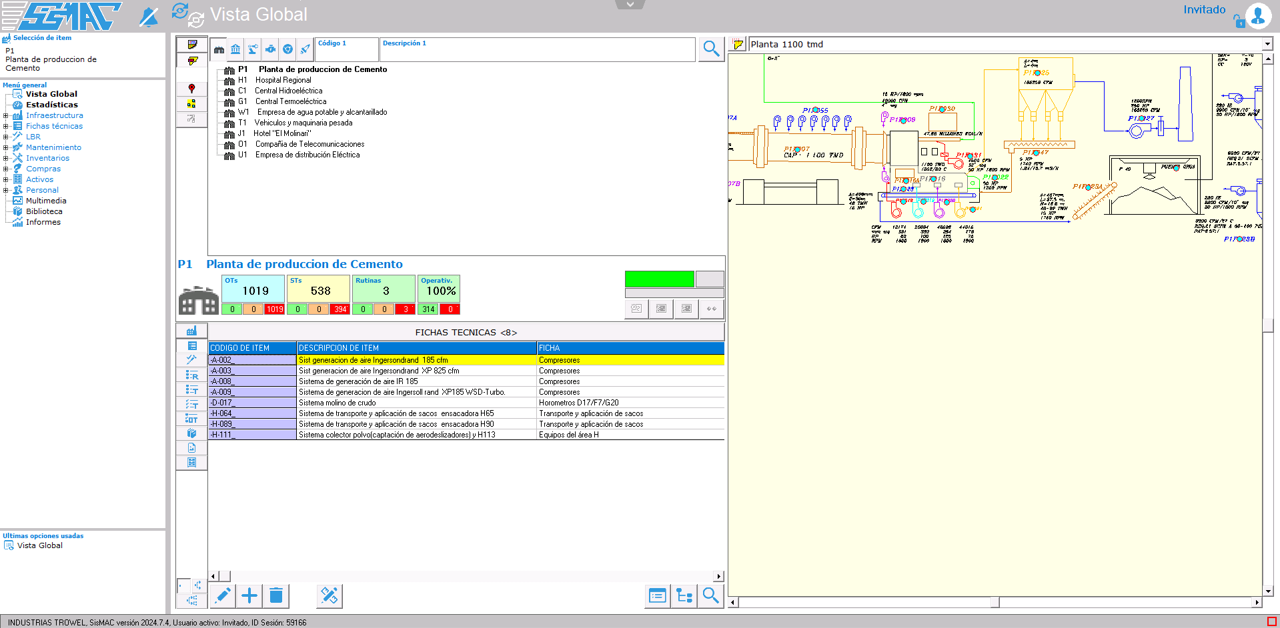 SisMAC
Vista Global
Invitado
Selección de item
P1
Planta de produccion de
Cemento
Menú general
Vista Global
Estadísticas
Infraestructura
Fichas técnicas
LBR
Mantenimiento
Inventarios
Compras
Activos
Personal
Multimedia
Biblioteca
Informes
Ultimas opciones usadas
Vista Global
Código 1
Descripción 1
P1 Planta de produccion de Cemento
H1 Hospital Regional
C1 Central Hidroeléctrica
G1 Central Termoeléctrica
W1 Empresa de agua potable y alcantarillado
T1 Vehiculos y maquinaria pesada
J1 Hotel "El Molinari"
O1 Compañia de Telecomunicaciones
U1 Empresa de distribución Eléctrica
P1 Planta de produccion de Cemento
OTs STs Rutinas Operativ.
1019 538 3 100%
0 0 1019 0 0 394 0 0 3 314 0
FICHAS TECNICAS <8>
CODIGO DE ITEM DESCRIPCION DE ITEM FICHA
-A-002_ Sist generacion de aire Ingersondrand 185 cfm Compresores
-A-003_ Sist generacion de aire Ingersondrand XP 825 cfm Compresores
-A-008_ Sistema de generación de aire IR 185 Compresores
-A-009_ Sistema de generacion de aire Ingersoll rand XP185 WSD-Turbo. Compresores
-D-017_ Sistema molino de crudo Horometros D17/F7/G20
-H-064_ Sistema de transporte y aplicación de sacos ensacadora H65 Transporte y aplicación de sacos
-H-089_ Sistema de transporte y aplicación de sacos ensacadora H90 Transporte y aplicación de sacos
-H-111_ Sistema colector polvo(captación de aerodeslizadores) y H113 Equipos del área H
Planta 1100 tmd
CAP. 1100 TMD
INDUSTRIAS TROWEL, SisMAC versión 2024.7.4, Usuario activo: Invitado, ID Sesión: 59166